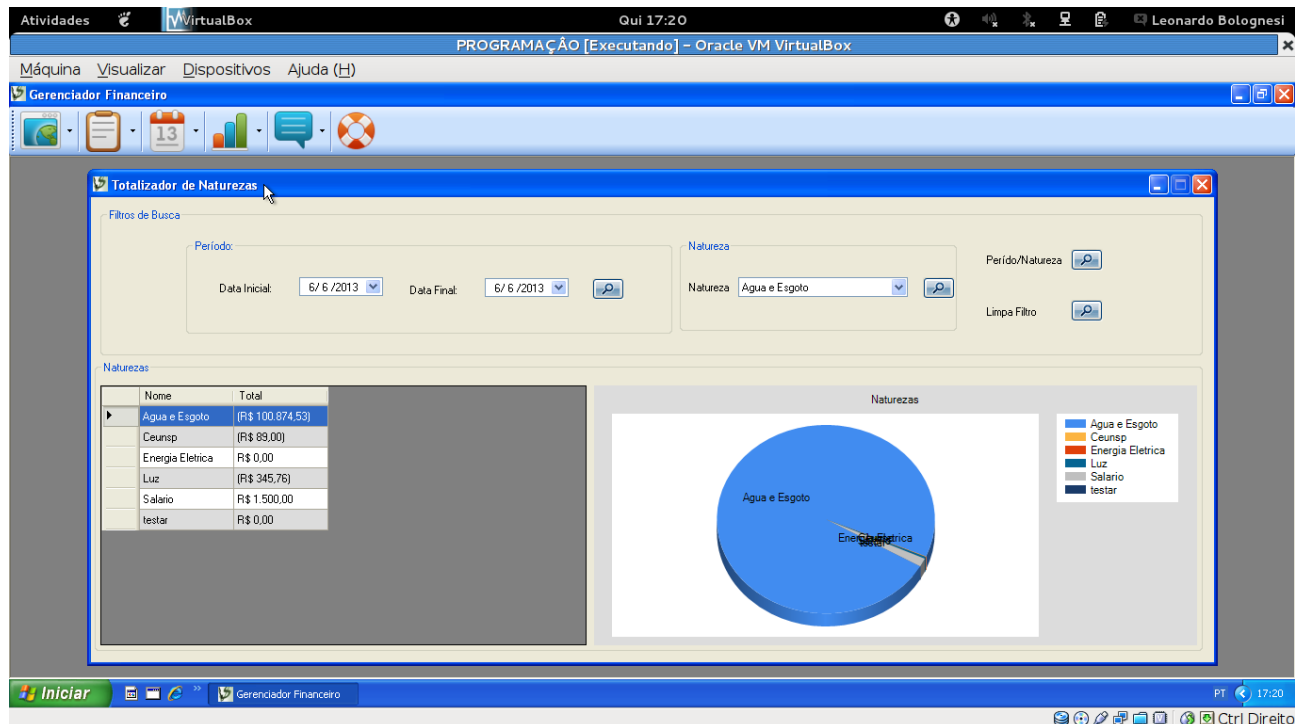 Atividades VirtualBox Qui 17:20 Leonardo Bolognesi
PROGRAMAÇÂO [Executando] - Oracle VM VirtualBox
Máquina Visualizar Dispositivos Ajuda (H)
Gerenciador Financeiro
13
Totalizador de Naturezas
Filtros de Busca
Período: Natureza
Perído/Natureza
Data Inicial: 6/ 6 /2013 Data Final: 6/ 6 /2013 Natureza Agua e Esgoto
Limpa Filtro
Naturezas
Nome Total
Agua e Esgoto (R$ 100.874,53)
Ceunsp (R$ 89,00)
Energia Eletrica R$ 0,00
Luz (R$ 345,76)
Salario R$ 1.500,00
testar R$ 0,00
Naturezas
Agua e Esgoto
Agua e Esgoto
Ceunsp
Energia Eletrica
Luz
Salario
testar
Iniciar Gerenciador Financeiro PT 17:20
Ctrl Direito